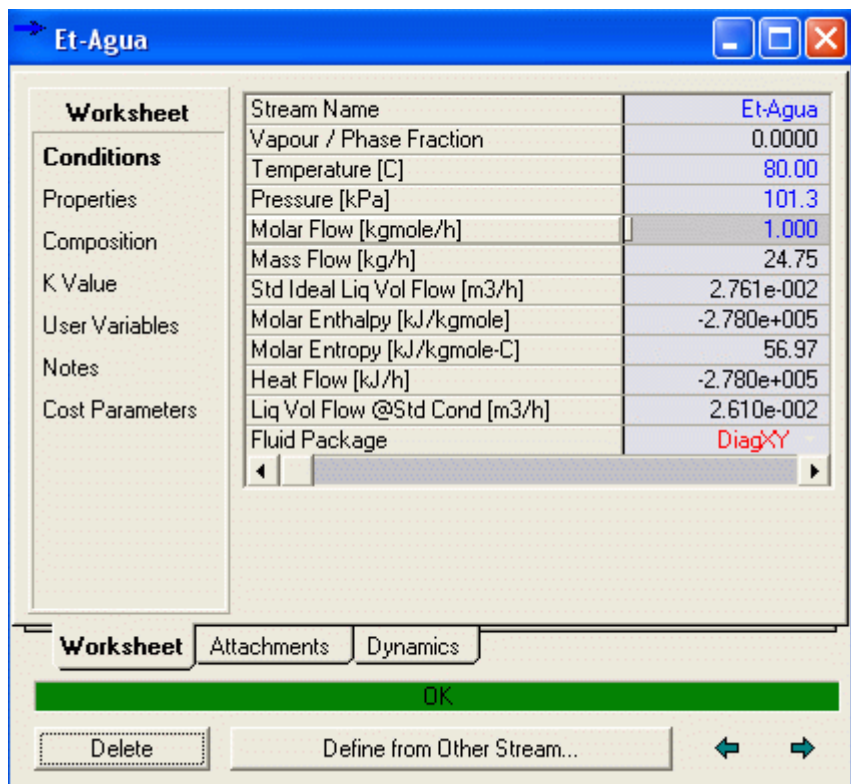 Et-Agua
Worksheet
Conditions
Properties
Composition
K Value
User Variables
Notes
Cost Parameters
Stream Name Et-Agua
Vapour / Phase Fraction 0.0000
Temperature [C] 80.00
Pressure [kPa] 101.3
Molar Flow [kgmole/h] 1.000
Mass Flow [kg/h] 24.75
Std Ideal Liq Vol Flow [m3/h] 2.761e-002
Molar Enthalpy [kJ/kgmole] -2.780e+005
Molar Entropy [kJ/kgmole-C] 56.97
Heat Flow [kJ/h] -2.780e+005
Liq Vol Flow @Std Cond [m3/h] 2.610e-002
Fluid Package DiagXY
Worksheet Attachments Dynamics
OK
Delete Define from Other Stream...